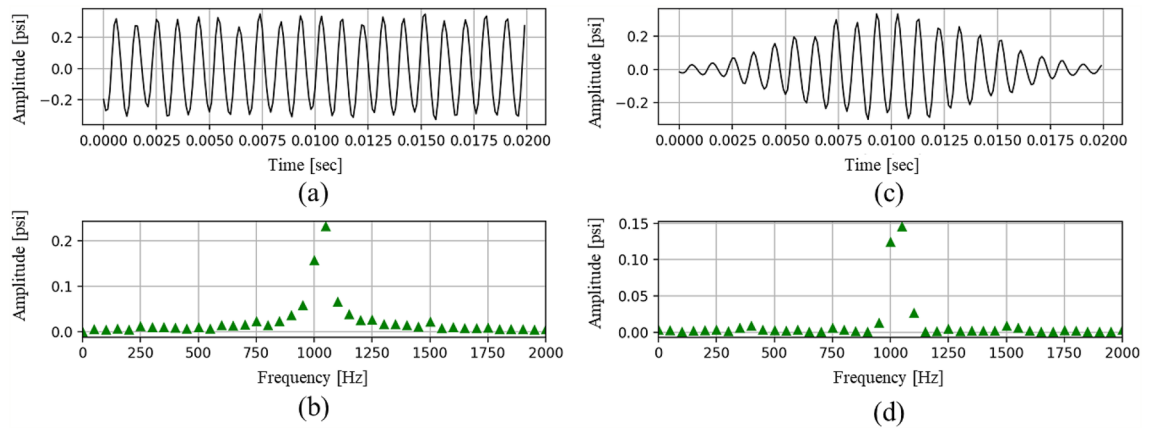 Amplitude [psi]
0.2
0.0
−0.2
0.0000 0.0025 0.0050 0.0075 0.0100 0.0125 0.0150 0.0175 0.0200
Time [sec]
(a)
Amplitude [psi]
0.2
0.0
−0.2
0.0000 0.0025 0.0050 0.0075 0.0100 0.0125 0.0150 0.0175 0.0200
Time [sec]
(c)
Amplitude [psi]
0.2
0.1
0.0
0 250 500 750 1000 1250 1500 1750 2000
Frequency [Hz]
(b)
Amplitude [psi]
0.15
0.10
0.05
0.00
0 250 500 750 1000 1250 1500 1750 2000
Frequency [Hz]
(d)